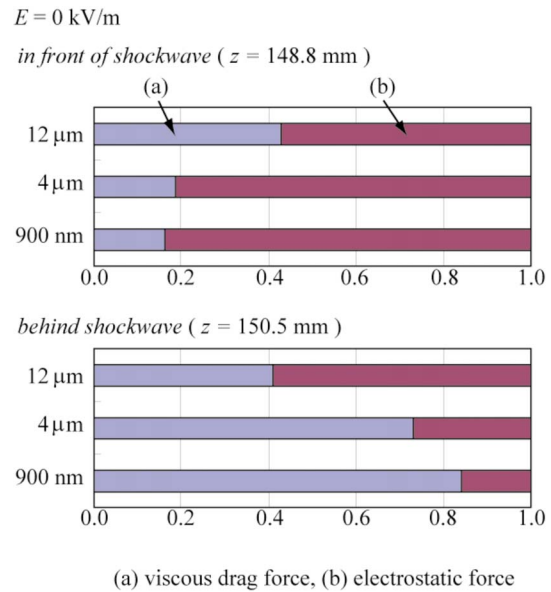 E = 0 kV/m
in front of shockwave ( z = 148.8 mm )
(a) (b)
12 μm
4 μm
900 nm
0.0 0.2 0.4 0.6 0.8 1.0
behind shockwave ( z = 150.5 mm )
12 μm
4 μm
900 nm
0.0 0.2 0.4 0.6 0.8 1.0
(a) viscous drag force, (b) electrostatic force